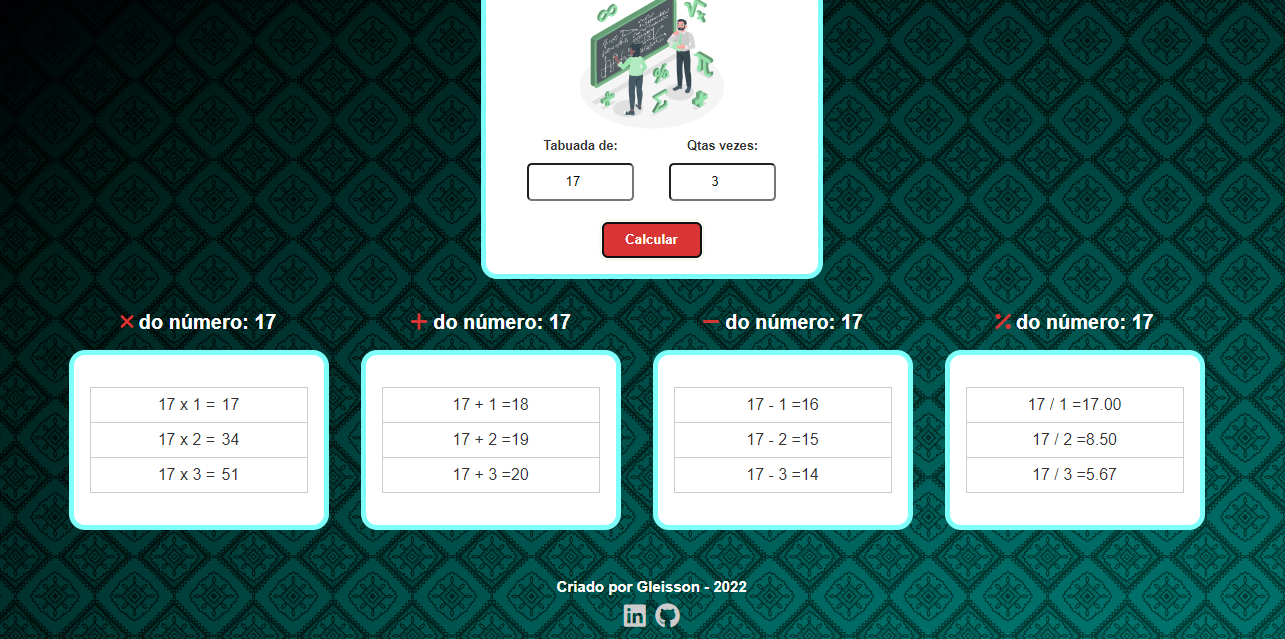 Tabuada de: Qtas vezes:
17 3
Calcular
× do número: 17
+ do número: 17
− do número: 17
% do número: 17
17 x 1 = 17
17 x 2 = 34
17 x 3 = 51
17 + 1 =18
17 + 2 =19
17 + 3 =20
17 - 1 =16
17 - 2 =15
17 - 3 =14
17 / 1 =17.00
17 / 2 =8.50
17 / 3 =5.67
Criado por Gleisson - 2022
in